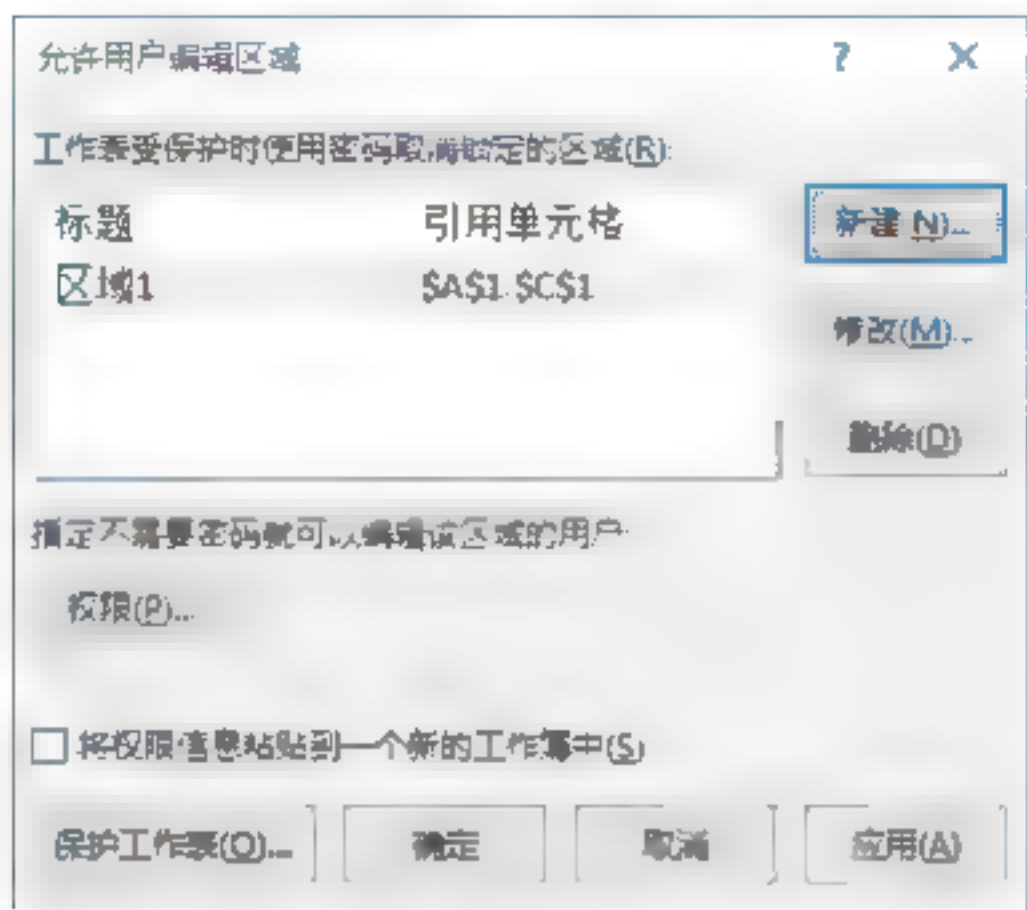 允许用户编辑区域 ? ×
工作表受保护时使用密码取消锁定的区域(R):
标题 引用单元格 新建(N)...
区域1 $A$1:$C$1
修改(M)...
删除(D)
指定不需要密码就可以编辑该区域的用户:
权限(P)...
将权限信息粘贴到一个新的工作簿中(S)
保护工作表(O)... 确定 取消 应用(A)